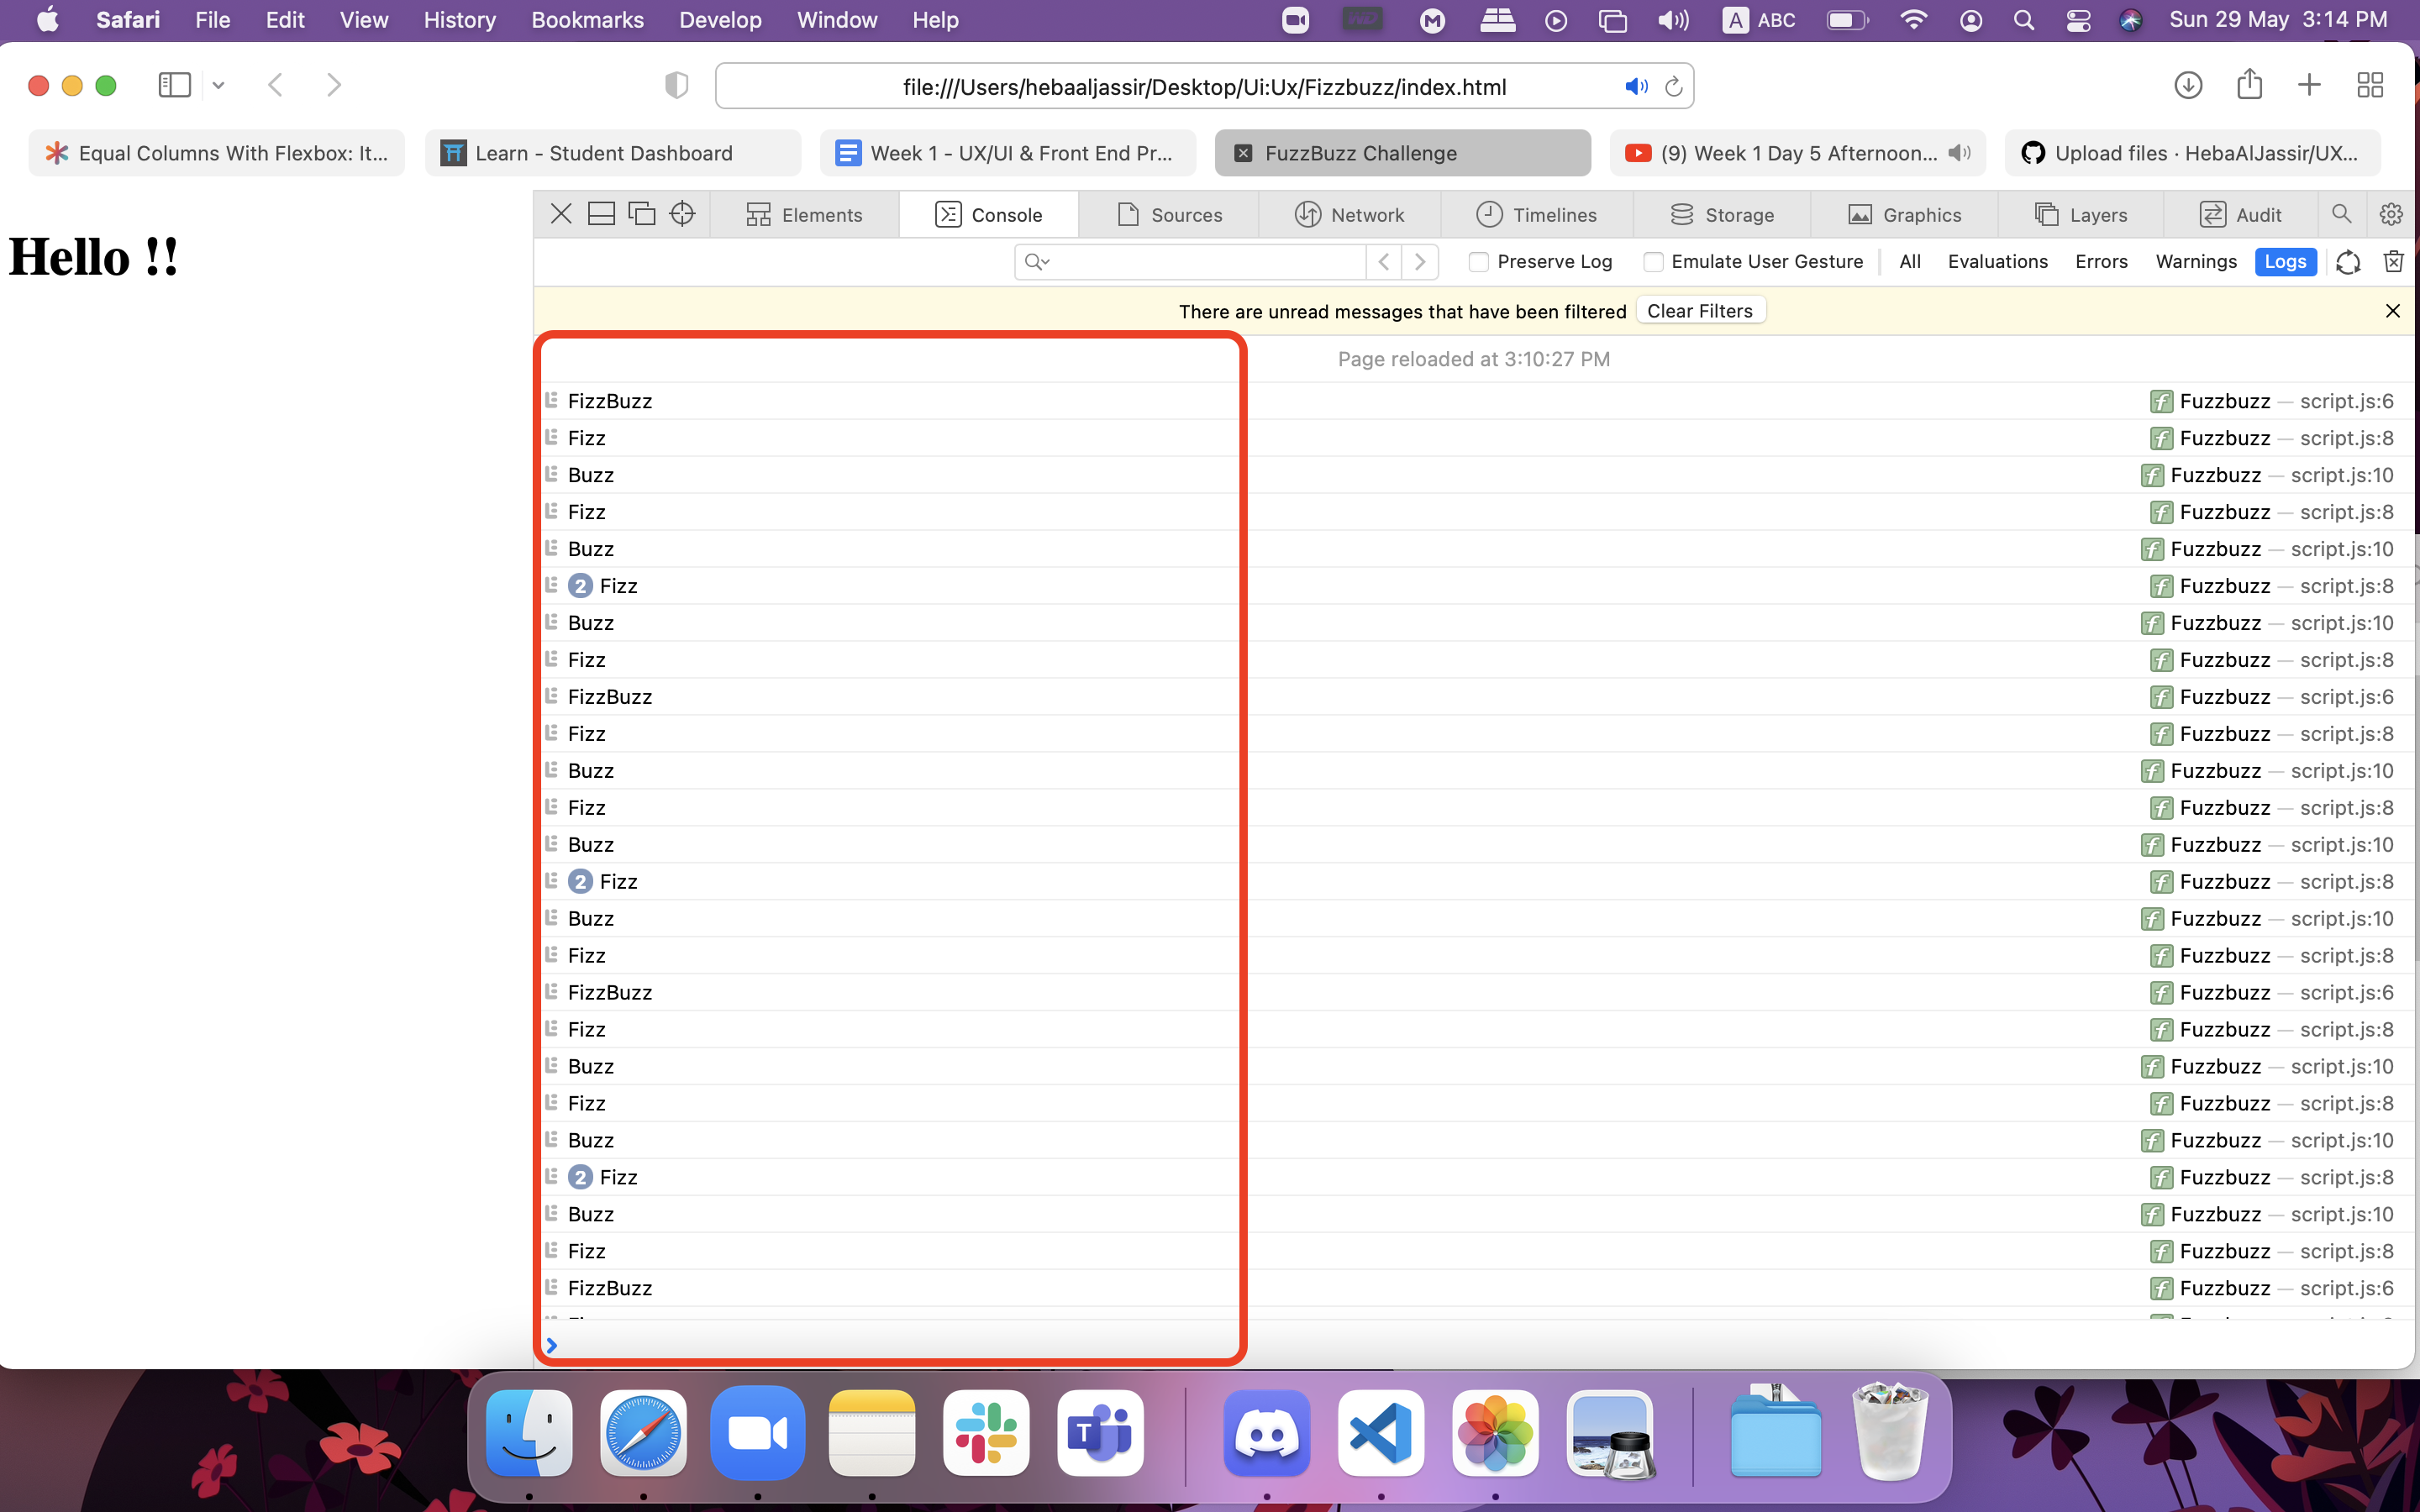 Safari File Edit View History Bookmarks Develop Window Help A ABC Sun 29 May 3:14 PM
file:///Users/hebaaljassir/Desktop/Ui:Ux/Fizzbuzz/index.html
Equal Columns With Flexbox: It... Learn - Student Dashboard Week 1 - UX/UI & Front End Pr... FuzzBuzz Challenge (9) Week 1 Day 5 Afternoon... Upload files · HebaAlJassir/UX...
Elements Console Sources Network Timelines Storage Graphics Layers Audit
Hello !!
Preserve Log Emulate User Gesture All Evaluations Errors Warnings Logs
There are unread messages that have been filtered Clear Filters
Page reloaded at 3:10:27 PM
FizzBuzz f Fuzzbuzz — script.js:6
Fizz f Fuzzbuzz — script.js:8
Buzz f Fuzzbuzz — script.js:10
Fizz f Fuzzbuzz — script.js:8
Buzz f Fuzzbuzz — script.js:10
2 Fizz f Fuzzbuzz — script.js:8
Buzz f Fuzzbuzz — script.js:10
Fizz f Fuzzbuzz — script.js:8
FizzBuzz f Fuzzbuzz — script.js:6
Fizz f Fuzzbuzz — script.js:8
Buzz f Fuzzbuzz — script.js:10
Fizz f Fuzzbuzz — script.js:8
Buzz f Fuzzbuzz — script.js:10
2 Fizz f Fuzzbuzz — script.js:8
Buzz f Fuzzbuzz — script.js:10
Fizz f Fuzzbuzz — script.js:8
FizzBuzz f Fuzzbuzz — script.js:6
Fizz f Fuzzbuzz — script.js:8
Buzz f Fuzzbuzz — script.js:10
Fizz f Fuzzbuzz — script.js:8
Buzz f Fuzzbuzz — script.js:10
2 Fizz f Fuzzbuzz — script.js:8
Buzz f Fuzzbuzz — script.js:10
Fizz f Fuzzbuzz — script.js:8
FizzBuzz f Fuzzbuzz — script.js:6
T